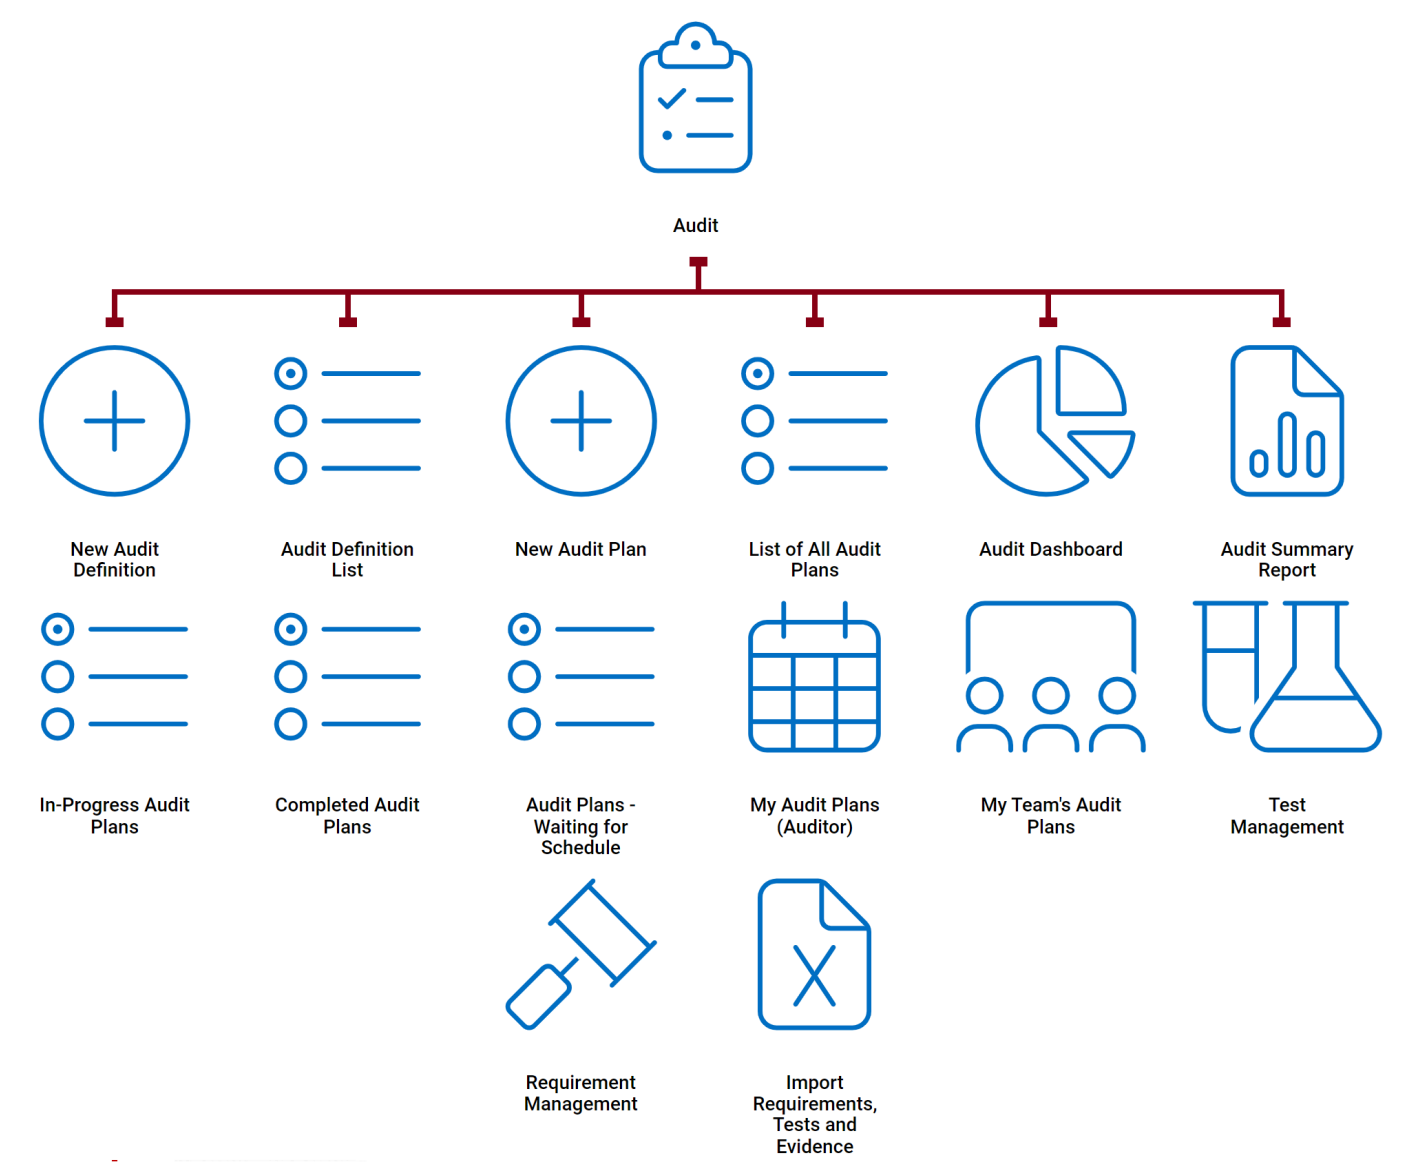 Audit
New Audit
Definition
Audit Definition
List
New Audit Plan
List of All Audit
Plans
Audit Dashboard
Audit Summary
Report
In-Progress Audit
Plans
Completed Audit
Plans
Audit Plans -
Waiting for
Schedule
My Audit Plans
(Auditor)
My Team's Audit
Plans
Test
Management
Requirement
Management
Import
Requirements,
Tests and
Evidence